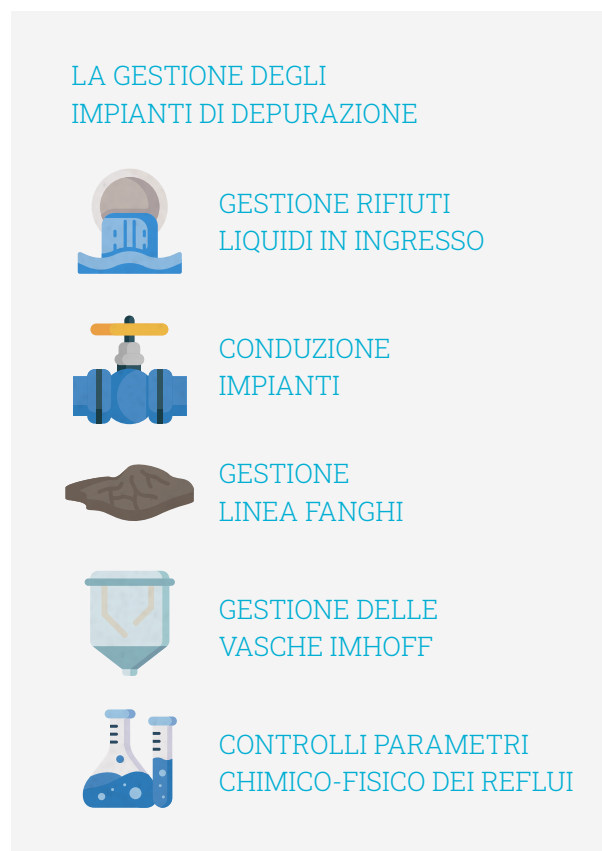 LA GESTIONE DEGLI
IMPIANTI DI DEPURAZIONE
GESTIONE RIFIUTI
LIQUIDI IN INGRESSO
CONDUZIONE
IMPIANTI
GESTIONE
LINEA FANGHI
GESTIONE DELLE
VASCHE IMHOFF
CONTROLLI PARAMETRI
CHIMICO-FISICO DEI REFLUI